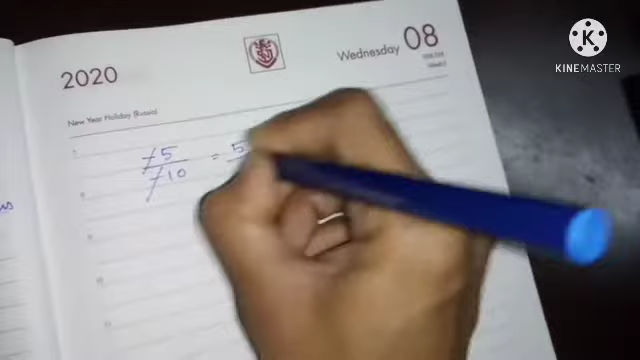 2020
Wednesday 08
K
KINEMASTER
New Year Holiday (Russia)
-5 = 5
-10